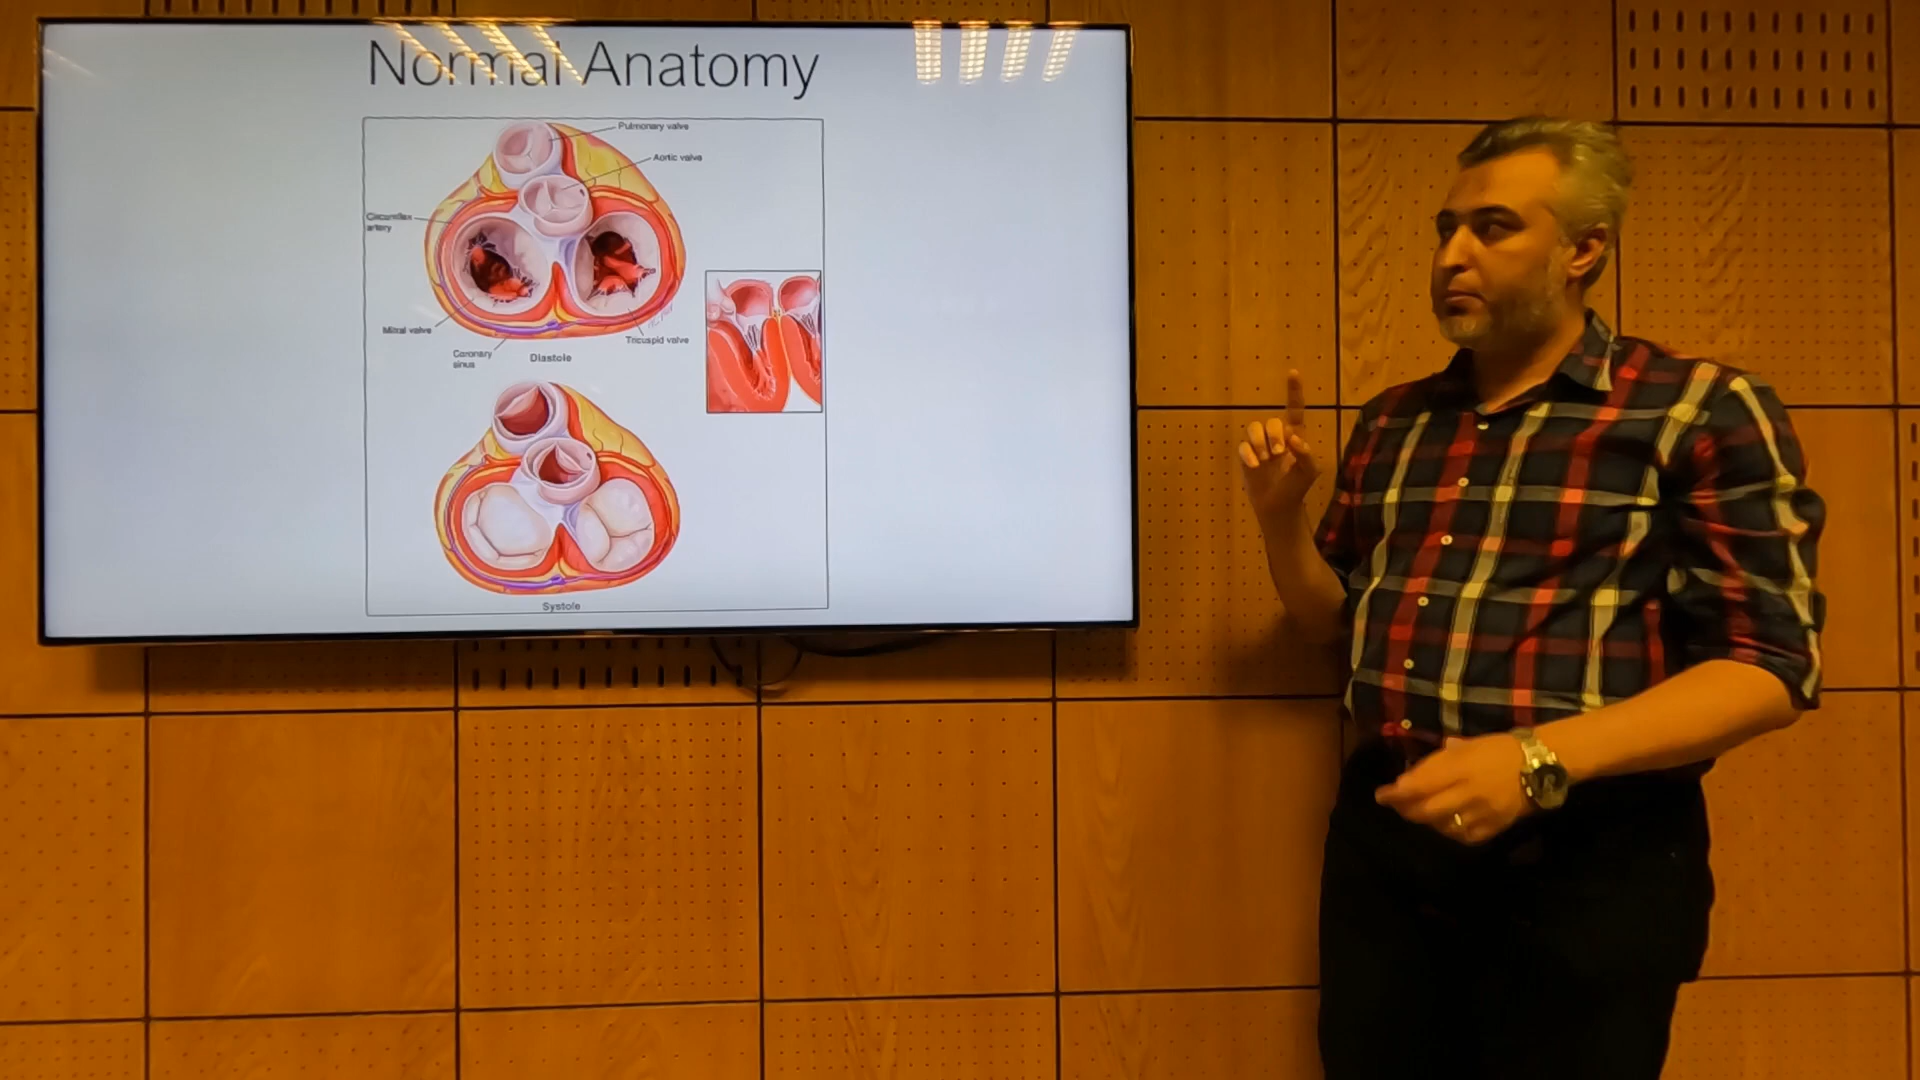 Normal Anatomy
Pulmonary valve
Aortic valve
Circumflex
artery
Mitral valve
Tricuspid valve
Coronary
sinus
Diastole
Systole